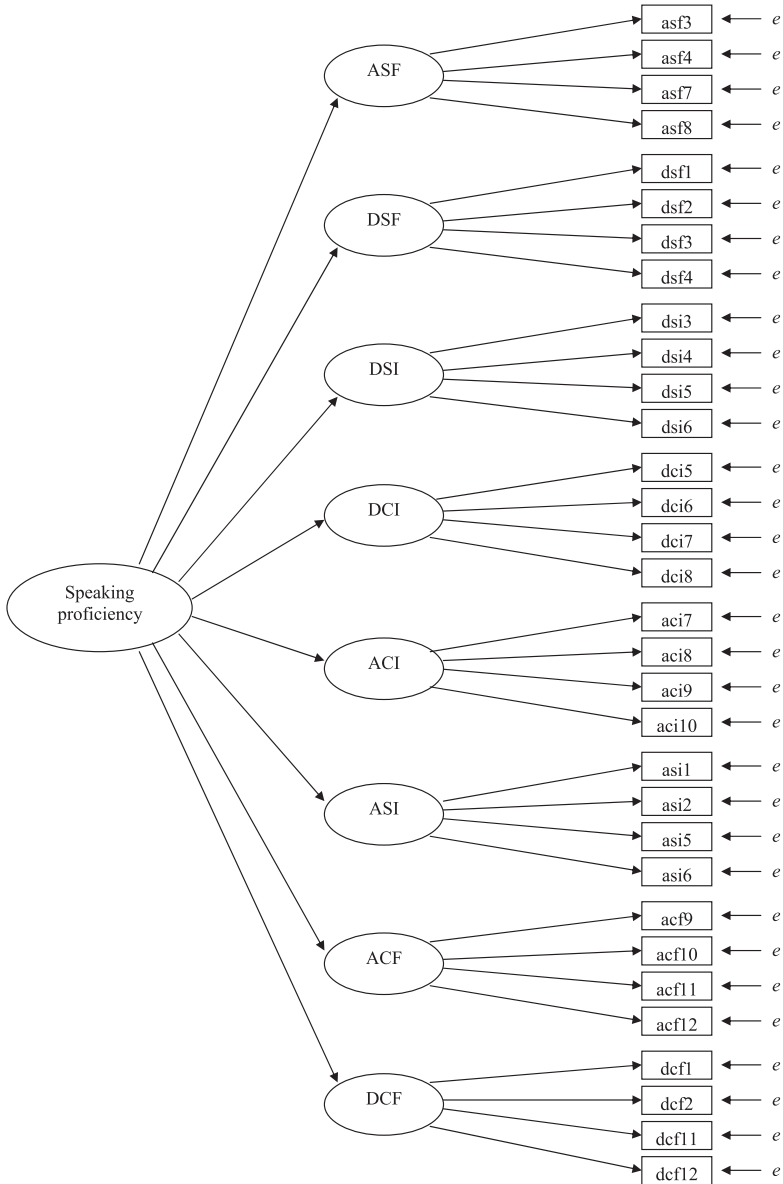 asf3 e
ASF
asf4 e
asf7 e
asf8 e
dsf1 e
DSF
dsf2 e
dsf3 e
dsf4 e
dsi3 e
DSI
dsi4 e
dsi5 e
dsi6 e
dci5 e
DCI
dci6 e
dci7 e
dci8 e
Speaking
proficiency
aci7 e
ACI
aci8 e
aci9 e
aci10 e
asi1 e
ASI
asi2 e
asi5 e
asi6 e
acf9 e
ACF
acf10 e
acf11 e
acf12 e
dcf1 e
DCF
dcf2 e
dcf11 e
dcf12 e